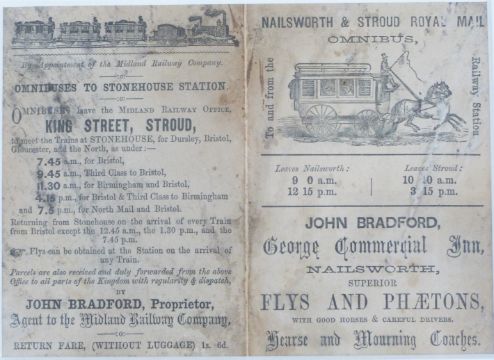 By Appointment of the Midland Railway Company.
OMNIBUSES TO STONEHOUSE STATION.
OMNIBUSES leave the MIDLAND RAILWAY OFFICE,
KING STREET, STROUD,
to meet the Trains at STONEHOUSE, for Dursley, Bristol,
Gloucester, and the North, as under:—
7.45 a.m., for Bristol,
9.45 a.m., Third Class to Bristol,
11.30 a.m., for Birmingham and Bristol,
4.15 p.m., for Bristol & Third Class to Birmingham
and 7.5 p.m., for North Mail and Bristol.
Returning from Stonehouse on the arrival of every Train
from Bristol except the 12.45 a.m., the 1.30 p.m., and the
7.45 p.m.
Flys can be obtained at the Station on the arrival of
any Train.
Parcels are also received and duly forwarded from the above
Office to all parts of the Kingdom with regularity & dispatch,
BY
JOHN BRADFORD, Proprietor,
Agent to the Midland Railway Company,
RETURN FARE, (WITHOUT LUGGAGE) 1s. 6d.
NAILSWORTH & STROUD ROYAL MAIL
OMNIBUS,
To and from the
Railway Station
Leaves Nailsworth: Leaves Stroud:
9 0 a.m. 10 10 a.m.
12 15 p.m. 3 15 p.m.
JOHN BRADFORD,
George Commercial Inn,
NAILSWORTH,
SUPERIOR
FLYS AND PHÆTONS,
WITH GOOD HORSES & CAREFUL DRIVERS.
Hearse and Mourning Coaches.